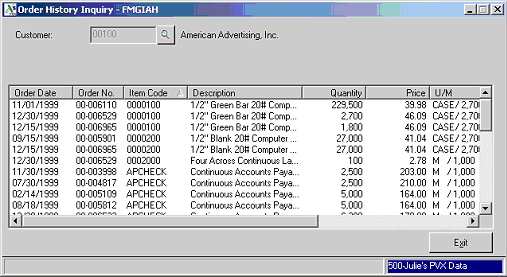 Order History Inquiry - FMGIAH
Customer: 00100 American Advertising, Inc.
Order Date Order No. Item Code Description Quantity Price U/M
11/01/1999 00-006110 0000100 1/2" Green Bar 20# Comp... 229,500 39.98 CASE/ 2,700
12/30/1999 00-006529 0000100 1/2" Green Bar 20# Comp... 2,700 46.09 CASE/ 2,700
12/15/1999 00-006965 0000100 1/2" Green Bar 20# Comp... 1,800 46.09 CASE/ 2,700
09/15/1999 00-005901 0000200 1/2" Blank 20# Computer ... 27,000 41.04 CASE/ 2,700
12/15/1999 00-006965 0000200 1/2" Blank 20# Computer ... 27,000 41.04 CASE/ 2,700
12/30/1999 00-006529 0002000 Four Across Continuous La... 100 2.78 M / 1,000
11/30/1999 00-003998 APCHECK Continuous Accounts Paya... 2,500 203.00 M / 1,000
07/30/1999 00-004817 APCHECK Continuous Accounts Paya... 2,500 210.00 M / 1,000
02/14/1999 00-005109 APCHECK Continuous Accounts Paya... 5,000 164.00 M / 1,000
08/18/1999 00-005812 APCHECK Continuous Accounts Paya... 5,000 164.00 M / 1,000
Exit
500-Julie's PVX Data